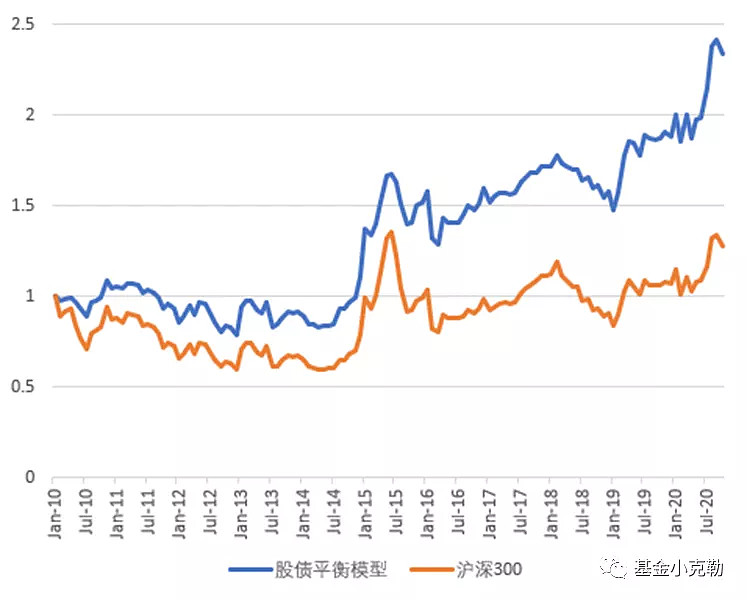 2.5
2
1.5
1
0.5
0
Jan-10
Jul-10
Jan-11
Jul-11
Jan-12
Jul-12
Jan-13
Jul-13
Jan-14
Jul-14
Jan-15
Jul-15
Jan-16
Jul-16
Jan-17
Jul-17
Jan-18
Jul-18
Jan-19
Jul-19
Jan-20
Jul-20
股债平衡模型 沪深300
基金小克勒